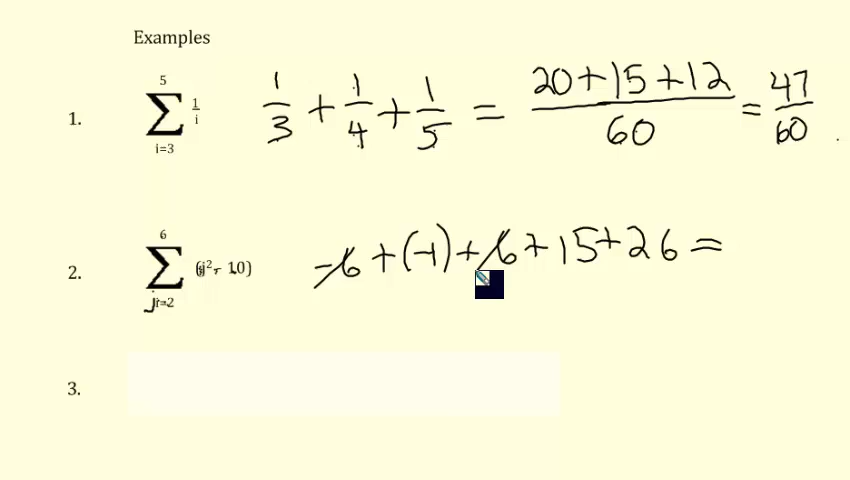 Examples
1. 5 ∑ i=3 1/i 1/3 + 1/4 + 1/5 = 20+15+12/60 = 47/60
2. 6 ∑ j=2 (j² - 10) -6 + (-1) + 6 + 15 + 26 =
3.